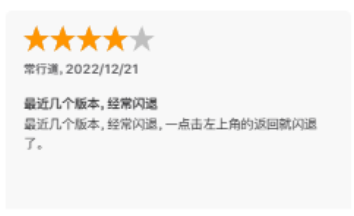 常行道, 2022/12/21
最近几个版本, 经常闪退
最近几个版本, 经常闪退, 一点击左上角的返回就闪退
了。